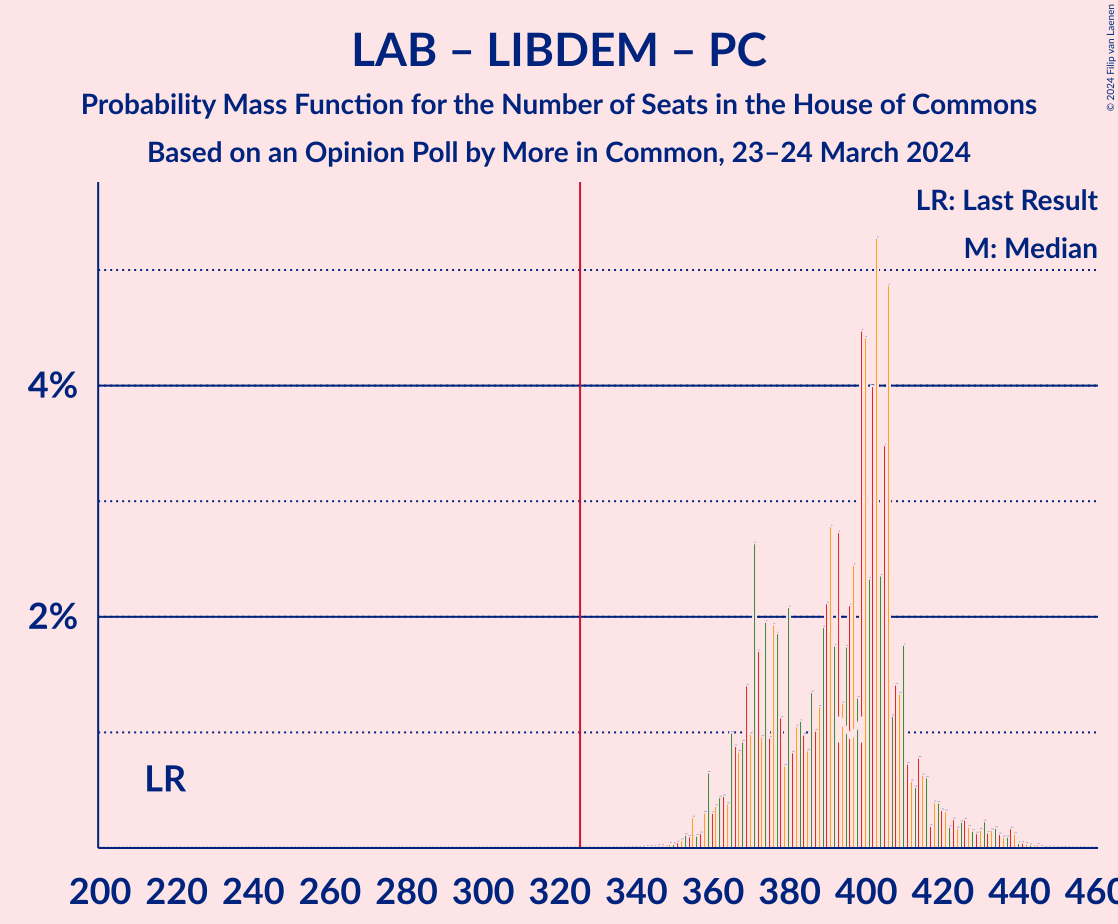 LAB – LIBDEM – PC
Probability Mass Function for the Number of Seats in the House of Commons
Based on an Opinion Poll by More in Common, 23–24 March 2024
© 2024 Filip van Laenen
LR: Last Result
M: Median
4%
2%
LR
200 220 240 260 280 300 320 340 360 380 400 420 440 460